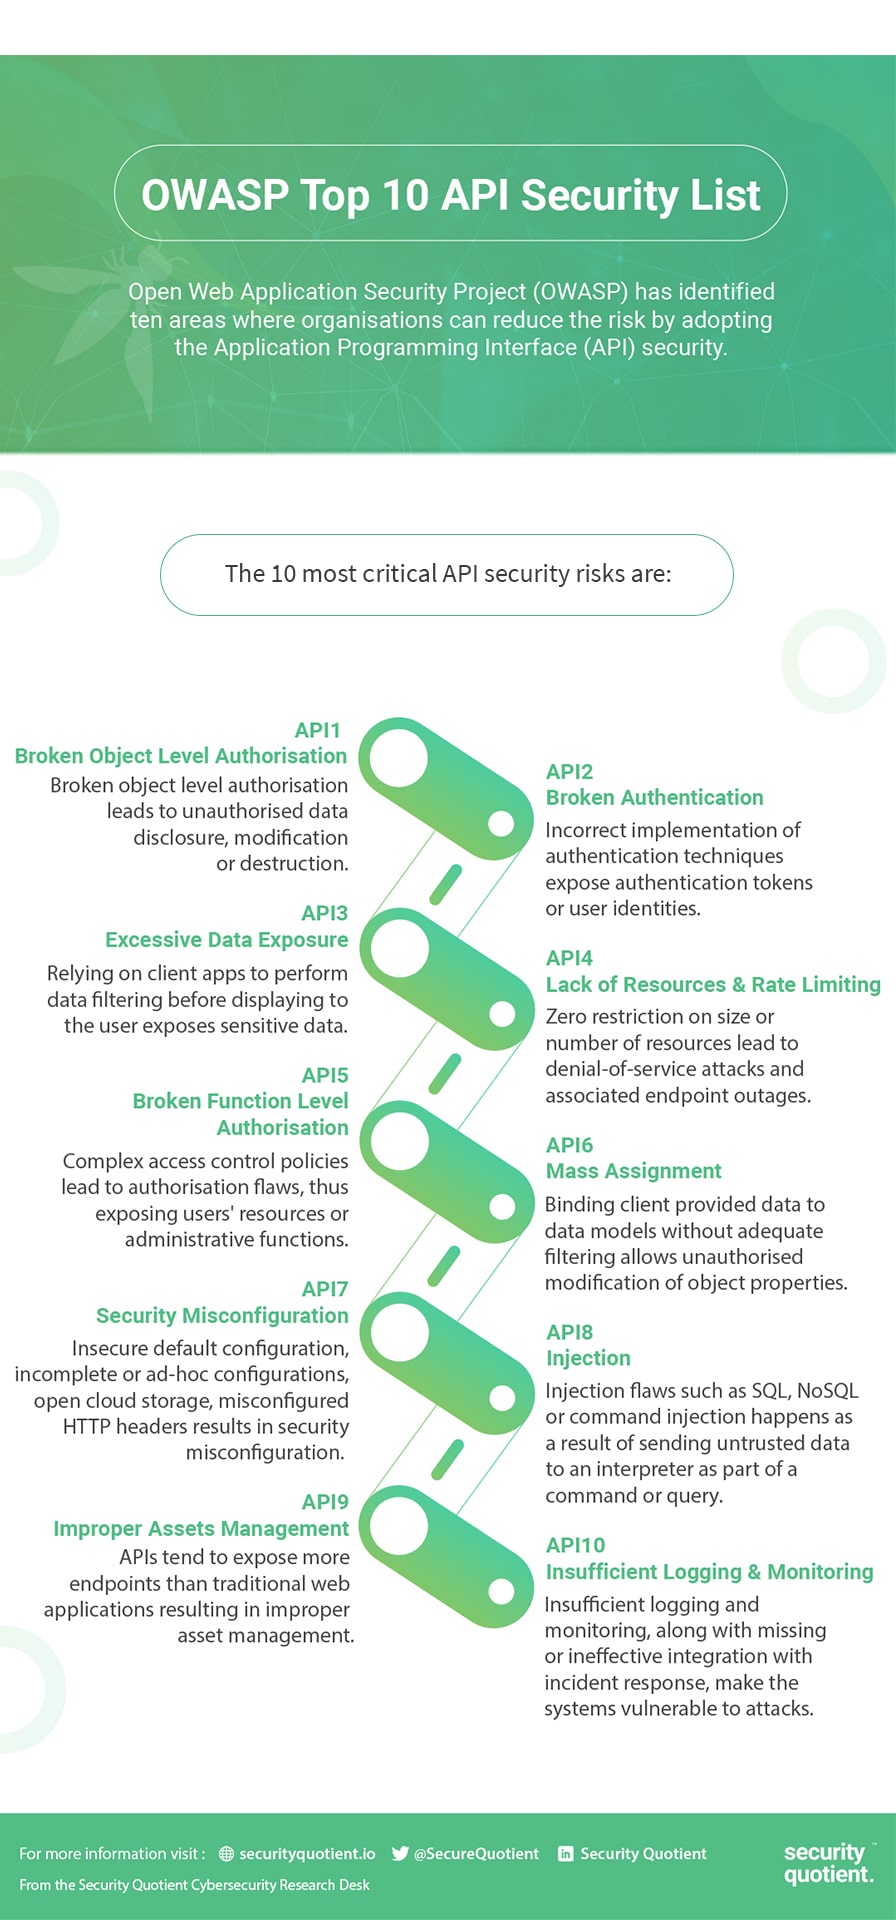 OWASP Top 10 API Security List
Open Web Application Security Project (OWASP) has identified
ten areas where organisations can reduce the risk by adopting
the Application Programming Interface (API) security.
The 10 most critical API security risks are:
API1
Broken Object Level Authorisation
Broken object level authorisation
leads to unauthorised data
disclosure, modification
or destruction.
API2
Broken Authentication
Incorrect implementation of
authentication techniques
expose authentication tokens
or user identities.
API3
Excessive Data Exposure
Relying on client apps to perform
data filtering before displaying to
the user exposes sensitive data.
API4
Lack of Resources & Rate Limiting
Zero restriction on size or
number of resources lead to
denial-of-service attacks and
associated endpoint outages.
API5
Broken Function Level
Authorisation
Complex access control policies
lead to authorisation flaws, thus
exposing users' resources or
administrative functions.
API6
Mass Assignment
Binding client provided data to
data models without adequate
filtering allows unauthorised
modification of object properties.
API7
Security Misconfiguration
Insecure default configuration,
incomplete or ad-hoc configurations,
open cloud storage, misconfigured
HTTP headers results in security
misconfiguration.
API8
Injection
Injection flaws such as SQL, NoSQL
or command injection happens as
a result of sending untrusted data
to an interpreter as part of a
command or query.
API9
Improper Assets Management
APIs tend to expose more
endpoints than traditional web
applications resulting in improper
asset management.
API10
Insufficient Logging & Monitoring
Insufficient logging and
monitoring, along with missing
or ineffective integration with
incident response, make the
systems vulnerable to attacks.
For more information visit : securityquotient.io @SecureQuotient in Security Quotient
From the Security Quotient Cybersecurity Research Desk
security ™
quotient.